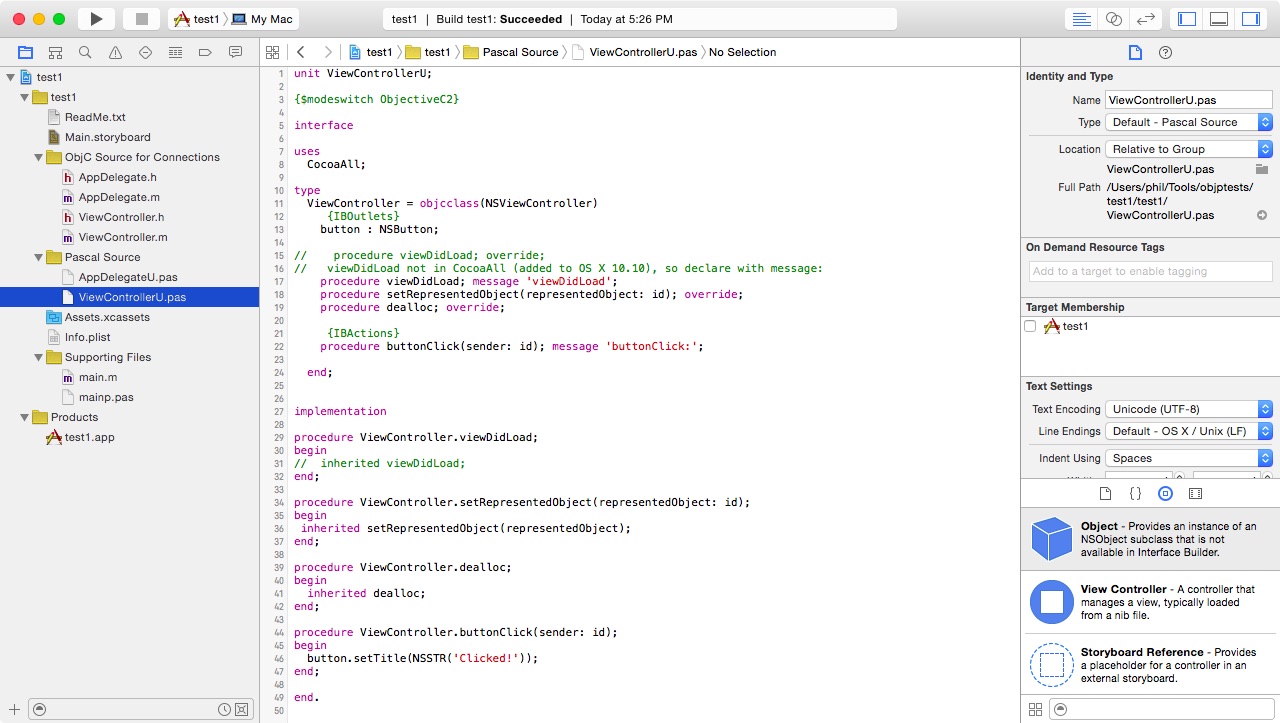 test1 My Mac
test1 | Build test1: Succeeded | Today at 5:26 PM
test1 test1 Pascal Source ViewControllerU.pas No Selection
test1
test1
ReadMe.txt
Main.storyboard
ObjC Source for Connections
h AppDelegate.h
m AppDelegate.m
h ViewController.h
m ViewController.m
Pascal Source
AppDelegateU.pas
ViewControllerU.pas
Assets.xcassets
Info.plist
Supporting Files
m main.m
mainp.pas
Products
test1.app
1 unit ViewControllerU;
2
3 {$modeswitch ObjectiveC2}
4
5 interface
6
7 uses
8 CocoaAll;
9
10 type
11 ViewController = objcclass(NSViewController)
12 {IBOutlets}
13 button : NSButton;
14
15 // procedure viewDidLoad; override;
16 // viewDidLoad not in CocoaAll (added to OS X 10.10), so declare with message:
17 procedure viewDidLoad; message 'viewDidLoad';
18 procedure setRepresentedObject(representedObject: id); override;
19 procedure dealloc; override;
20
21 {IBActions}
22 procedure buttonClick(sender: id); message 'buttonClick:';
23
24 end;
25
26
27 implementation
28
29 procedure ViewController.viewDidLoad;
30 begin
31 // inherited viewDidLoad;
32 end;
33
34 procedure ViewController.setRepresentedObject(representedObject: id);
35 begin
36 inherited setRepresentedObject(representedObject);
37 end;
38
39 procedure ViewController.dealloc;
40 begin
41 inherited dealloc;
42 end;
43
44 procedure ViewController.buttonClick(sender: id);
45 begin
46 button.setTitle(NSSTR('Clicked!'));
47 end;
48
49 end.
50
Identity and Type
Name ViewControllerU.pas
Type Default - Pascal Source
Location Relative to Group
ViewControllerU.pas
Full Path /Users/phil/Tools/objptests/
test1/test1/
ViewControllerU.pas
On Demand Resource Tags
Add to a target to enable tagging
Target Membership
test1
Text Settings
Text Encoding Unicode (UTF-8)
Line Endings Default - OS X / Unix (LF)
Indent Using Spaces
{}
Object - Provides an instance of an
NSObject subclass that is not
available in Interface Builder.
View Controller - A controller that
manages a view, typically loaded
from a nib file.
Storyboard Reference - Provides
a placeholder for a controller in an
external storyboard.